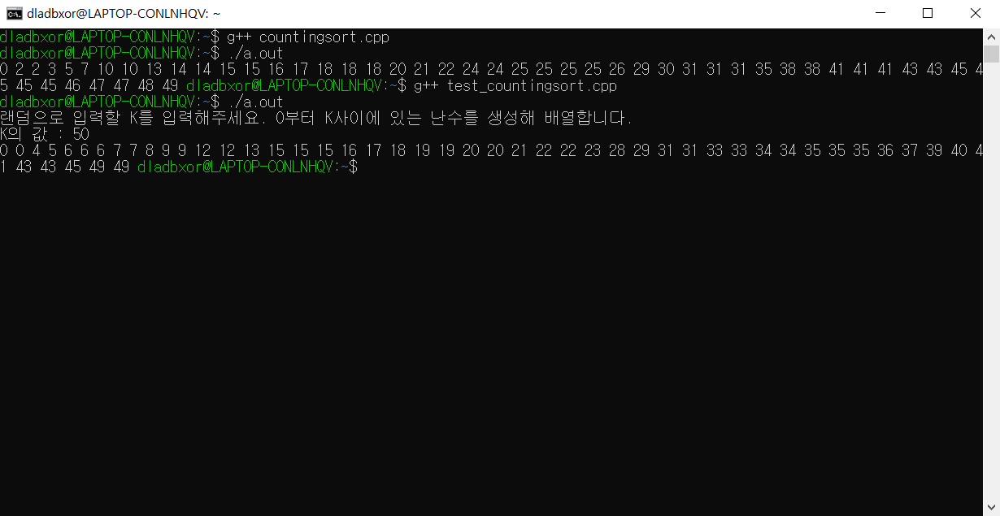 dladbxor@LAPTOP-CONLNHQV: ~
dladbxor@LAPTOP-CONLNHQV:~$ g++ countingsort.cpp
dladbxor@LAPTOP-CONLNHQV:~$ ./a.out
0 2 2 3 5 7 10 10 13 14 14 15 15 16 17 18 18 18 20 21 22 24 24 25 25 25 25 26 29 30 31 31 31 35 38 38 41 41 41 43 43 45 4
5 45 45 46 47 47 48 49 dladbxor@LAPTOP-CONLNHQV:~$ g++ test_countingsort.cpp
dladbxor@LAPTOP-CONLNHQV:~$ ./a.out
랜덤으로 입력할 K를 입력해주세요. 0부터 K사이에 있는 난수를 생성해 배열합니다.
K의 값 : 50
0 0 4 5 6 6 6 7 7 8 9 9 12 12 13 15 15 15 16 17 18 19 19 20 20 21 22 22 23 28 29 31 31 33 33 34 34 35 35 35 36 37 39 40 4
1 43 43 45 49 49 dladbxor@LAPTOP-CONLNHQV:~$